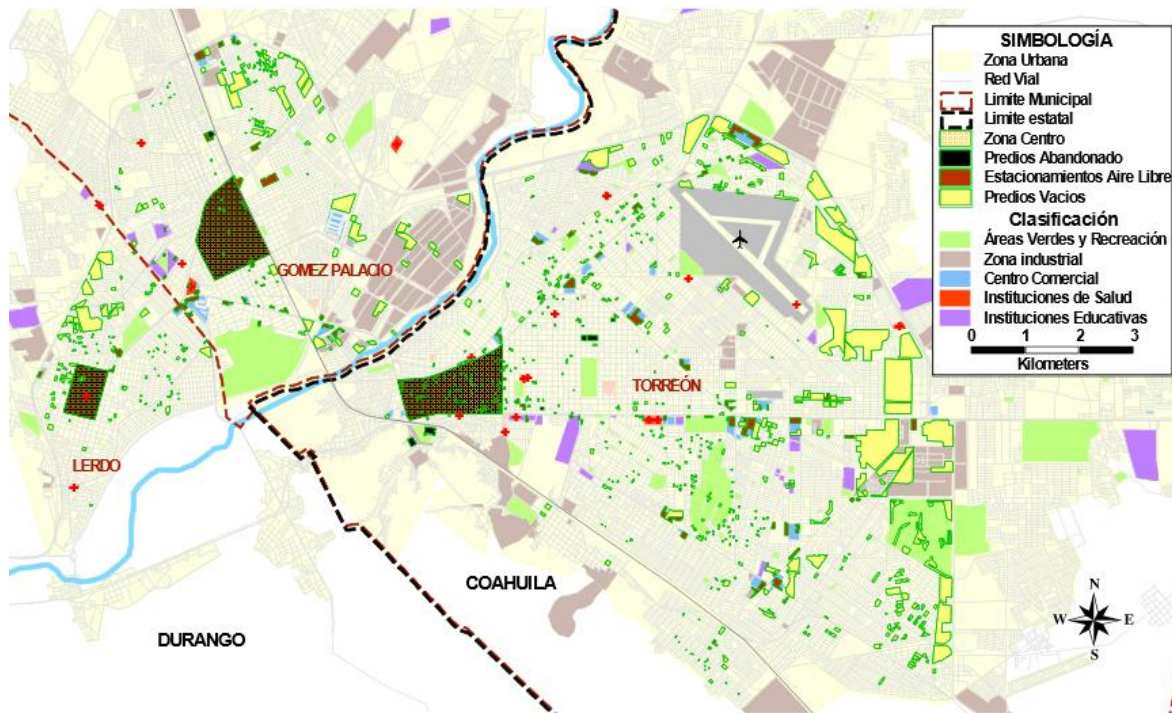 SIMBOLOGÍA
Zona Urbana
Red Vial
Limite Municipal
Limite estatal
Zona Centro
Predios Abandonado
Estacionamientos Aire Libre
Predios Vacios
Clasificación
Áreas Verdes y Recreación
Zona industrial
Centro Comercial
Instituciones de Salud
Instituciones Educativas
0 1 2 3
Kilometers
GOMEZ PALACIO
TORREÓN
LERDO
COAHUILA
DURANGO
N
W E
S